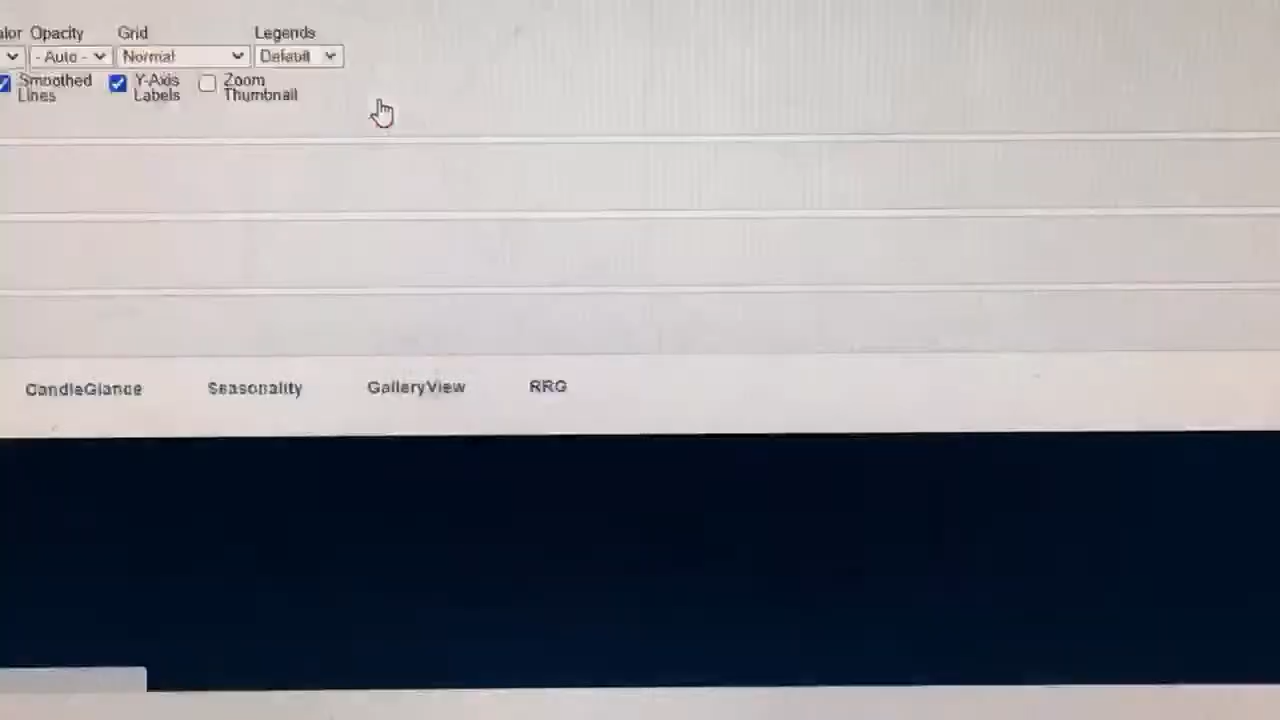 Opacity Grid Legends
- Auto - Normal Default
Smoothed Y-Axis Zoom
Lines Labels Thumbnail
CandleGlance Seasonality GalleryView RRG